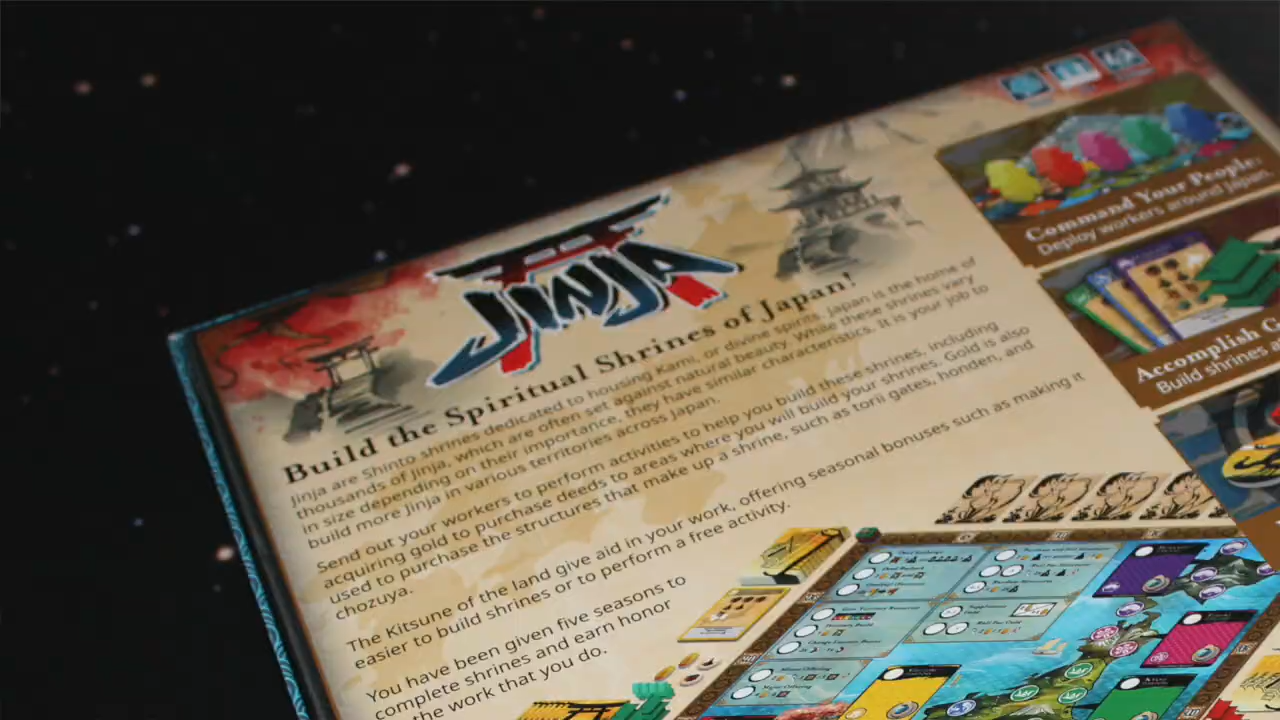 JINJA
Build the Spiritual Shrines of Japan!
Jinja are Shinto shrines dedicated to housing Kami, or divine spirits. Japan is the home of
thousands of Jinja, which are often set against natural beauty. While these shrines vary
in size depending on their importance, they have similar characteristics. It is your job to
build more Jinja in various territories across Japan.
Send out your workers to perform activities to help you build these shrines, including
acquiring gold to purchase deeds to areas where you will build your shrines. Gold is also
used to purchase the structures that make up a shrine, such as torii gates, honden, and
chozuya.
The Kitsune of the land give aid in your work, offering seasonal bonuses such as making it
easier to build shrines or to perform a free activity.
You have been given five seasons to
complete shrines and earn honor
the work that you do.
Command Your People:
Deploy workers around Japan.
Accomplish
Build shrines